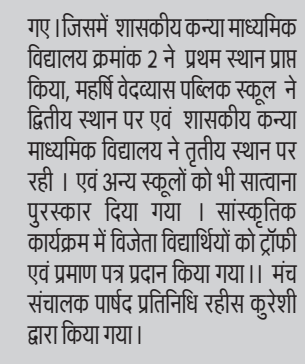 गए । जिसमें शासकीय कन्या माध्यमिक
विद्यालय क्रमांक 2 ने प्रथम स्थान प्राप्त
किया, महर्षि वेदव्यास पब्लिक स्कूल ने
द्वितीय स्थान पर एवं शासकीय कन्या
माध्यमिक विद्यालय ने तृतीय स्थान पर
रही । एवं अन्य स्कूलों को भी सात्वाना
पुरस्कार दिया गया । सांस्कृतिक
कार्यक्रम में विजेता विद्यार्थियों को ट्रॉफी
एवं प्रमाण पत्र प्रदान किया गया।। मंच
संचालक पार्षद प्रतिनिधि रहीस कुरेशी
द्वारा किया गया ।